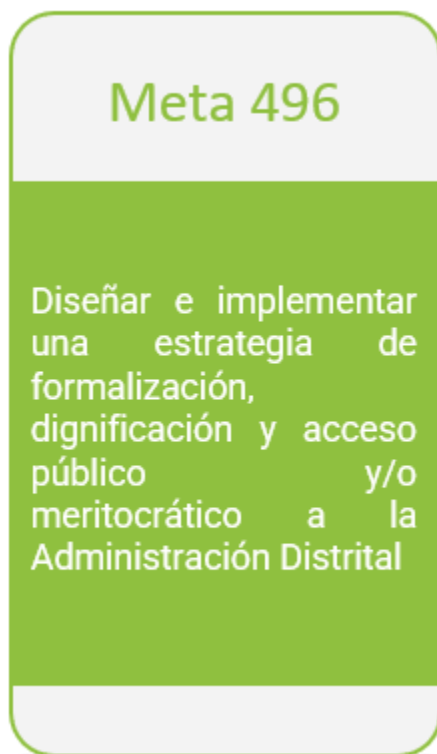 Meta 496
Diseñar e implementar
una estrategia de
formalización,
dignificación y acceso
público y/o
meritocrático a la
Administración Distrital